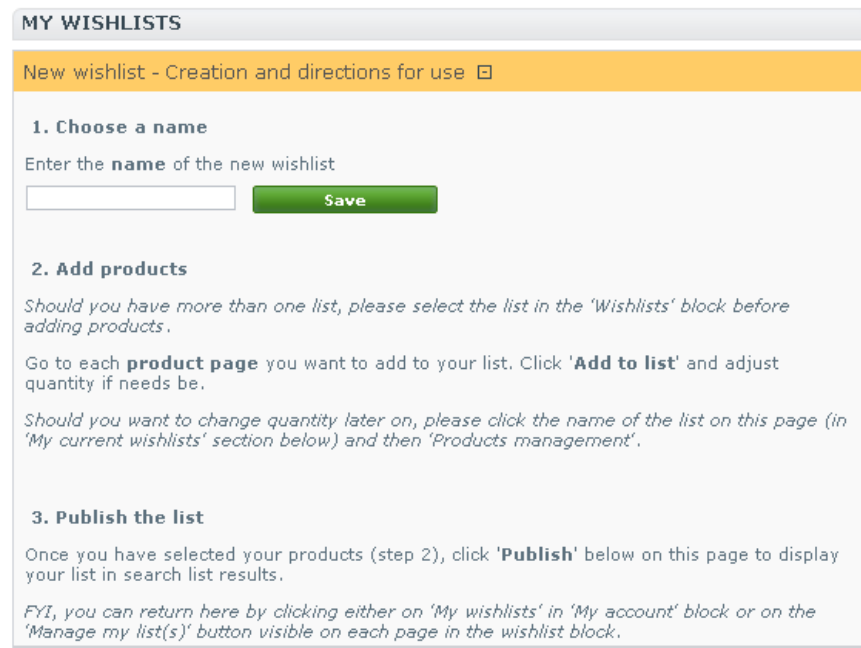 MY WISHLISTS
New wishlist - Creation and directions for use
1. Choose a name
Enter the name of the new wishlist
Save
2. Add products
Should you have more than one list, please select the list in the 'Wishlists' block before
adding products.
Go to each product page you want to add to your list. Click 'Add to list' and adjust
quantity if needs be.
Should you want to change quantity later on, please click the name of the list on this page (in
'My current wishlists' section below) and then 'Products management'.
3. Publish the list
Once you have selected your products (step 2), click 'Publish' below on this page to display
your list in search list results.
FYI, you can return here by clicking either on 'My wishlists' in 'My account' block or on the
'Manage my list(s)' button visible on each page in the wishlist block.